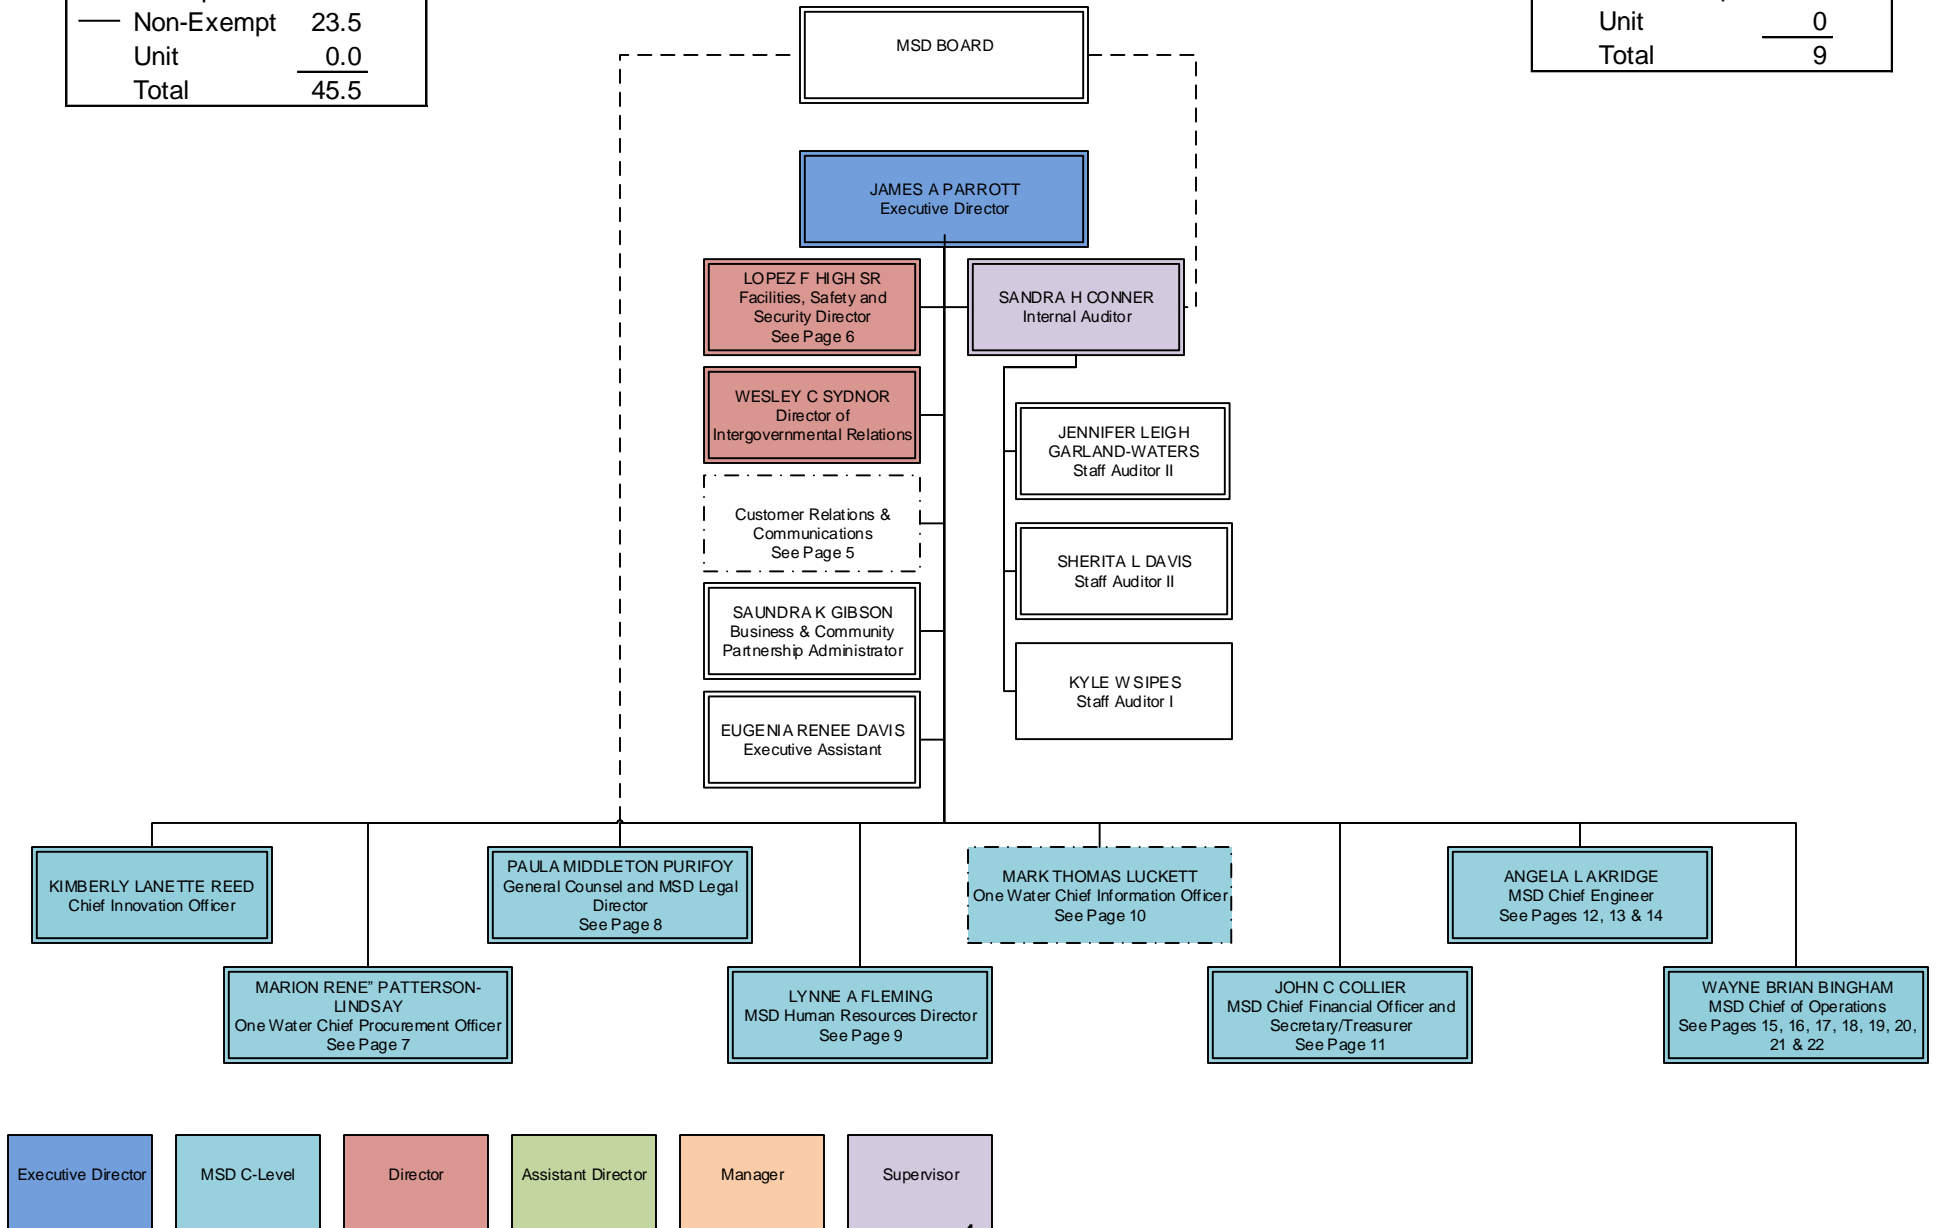 Non-Exempt 23.5
Unit 0.0
Total 45.5
Unit 0
Total 9
MSD BOARD
JAMES A PARROTT
Executive Director
LOPEZ F HIGH SR
Facilities, Safety and
Security Director
See Page 6
SANDRA H CONNER
Internal Auditor
WESLEY C SYDNOR
Director of
Intergovernmental Relations
JENNIFER LEIGH
GARLAND-WATERS
Staff Auditor II
Customer Relations &
Communications
See Page 5
SHERITA L DAVIS
Staff Auditor II
SAUNDRA K GIBSON
Business & Community
Partnership Administrator
KYLE W SIPES
Staff Auditor I
EUGENIA RENEE DAVIS
Executive Assistant
KIMBERLY LANETTE REED
Chief Innovation Officer
PAULA MIDDLETON PURIFOY
General Counsel and MSD Legal
Director
See Page 8
MARK THOMAS LUCKETT
One Water Chief Information Officer
See Page 10
ANGELA L AKRIDGE
MSD Chief Engineer
See Pages 12, 13 & 14
MARION RENE” PATTERSON-
LINDSAY
One Water Chief Procurement Officer
See Page 7
LYNNE A FLEMING
MSD Human Resources Director
See Page 9
JOHN C COLLIER
MSD Chief Financial Officer and
Secretary/Treasurer
See Page 11
WAYNE BRIAN BINGHAM
MSD Chief of Operations
See Pages 15, 16, 17, 18, 19, 20,
21 & 22
Executive Director
MSD C-Level
Director
Assistant Director
Manager
Supervisor